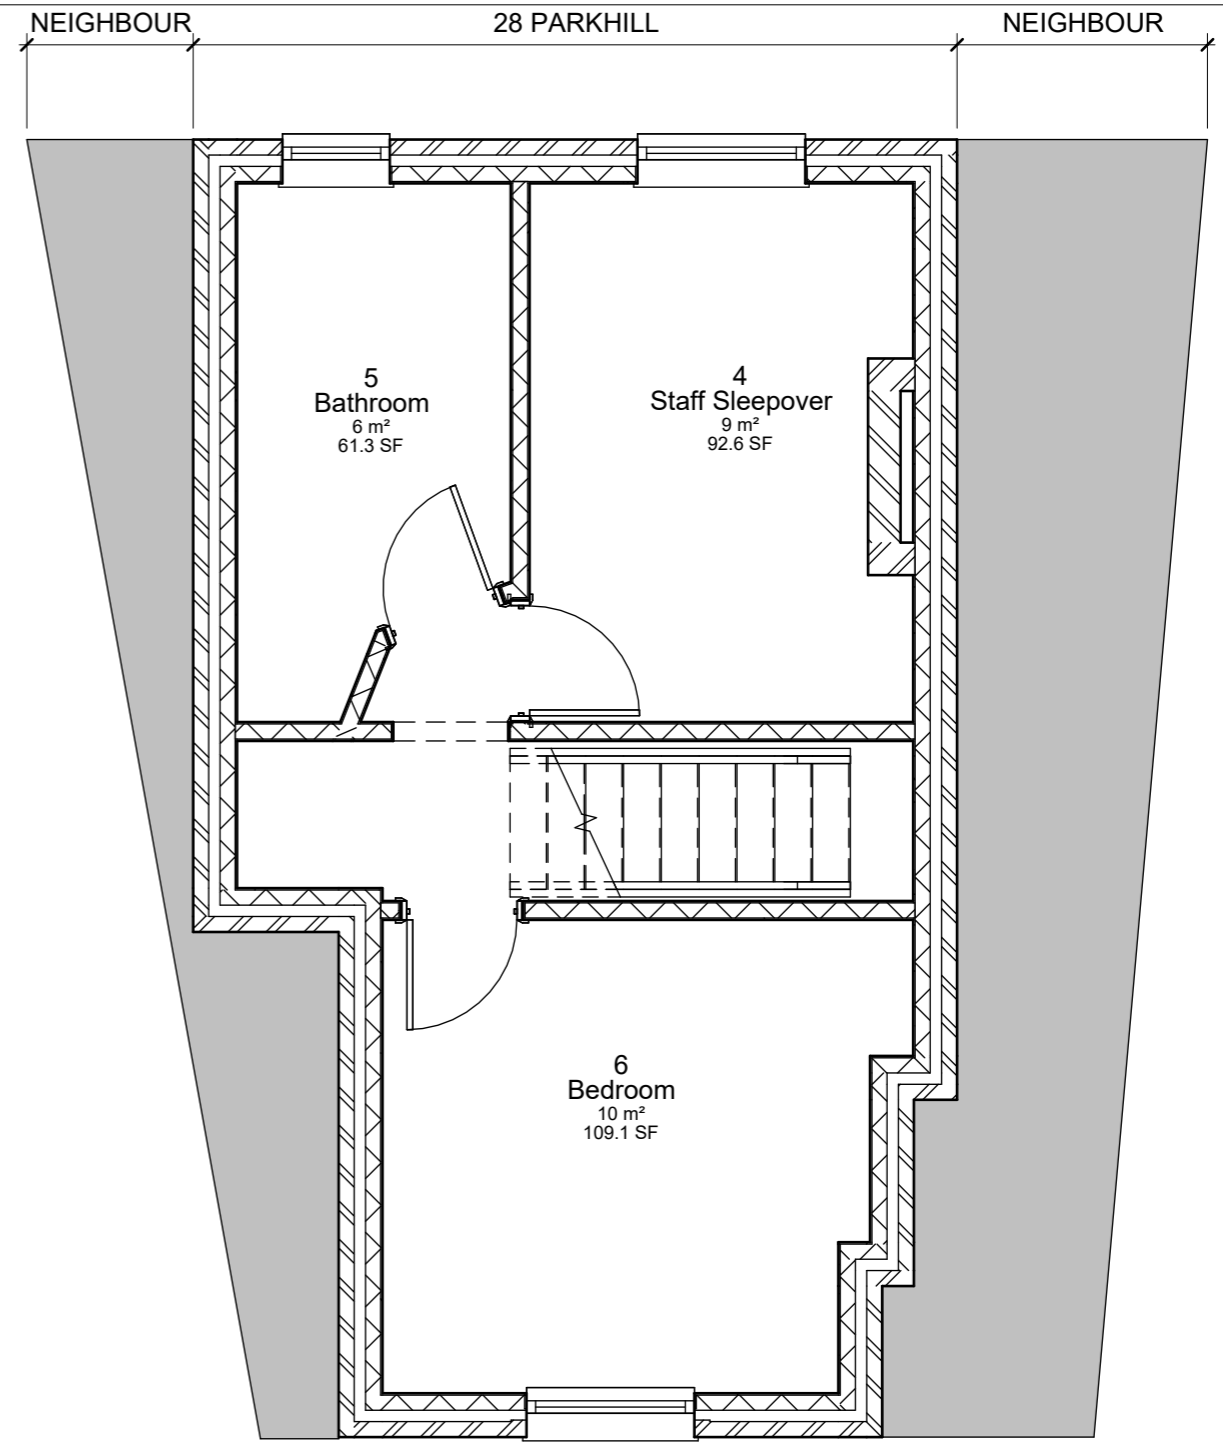 NEIGHBOUR
28 PARKHILL
NEIGHBOUR
5
Bathroom
6 m²
61.3 SF
4
Staff Sleepover
9 m²
92.6 SF
6
Bedroom
10 m²
109.1 SF